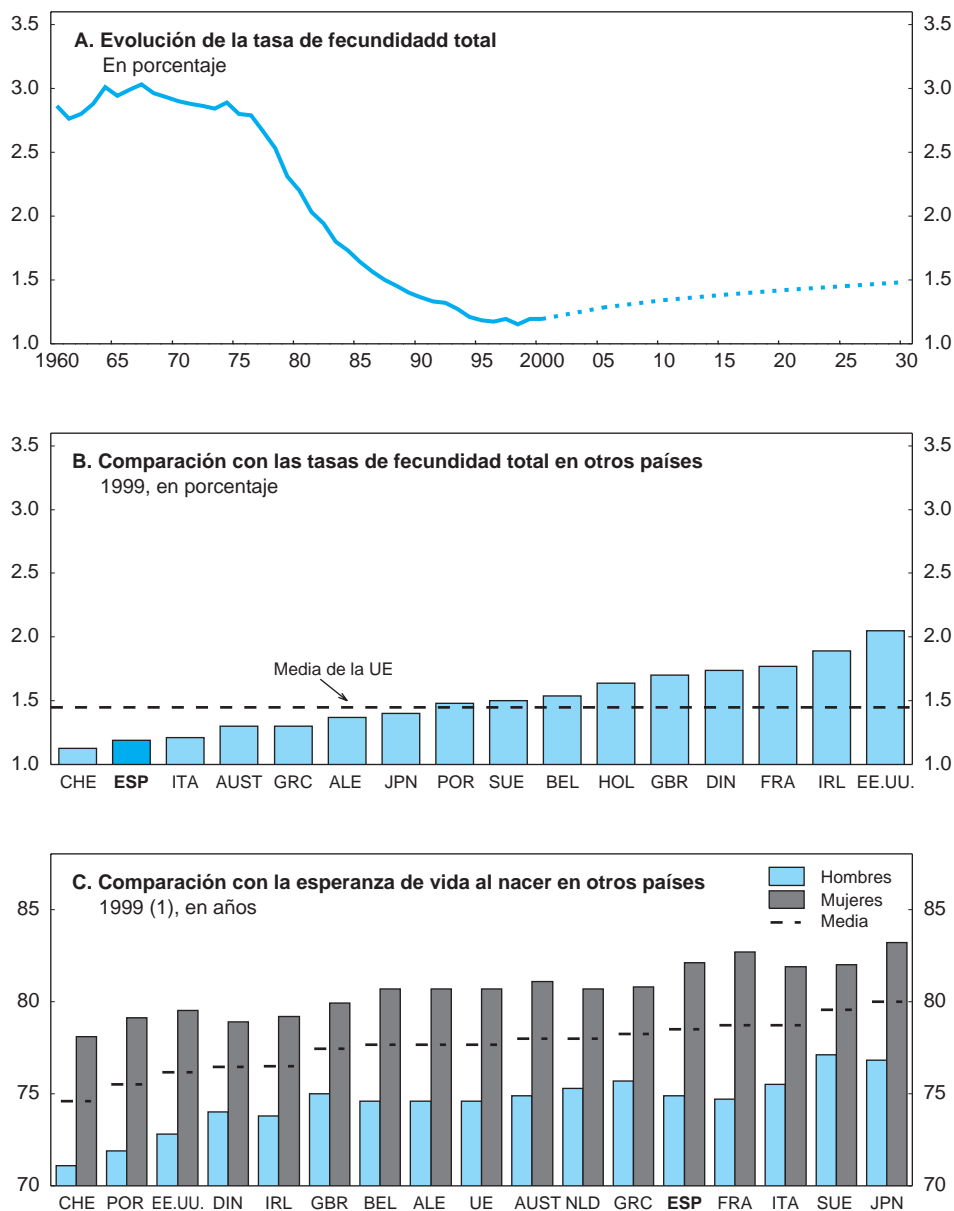 A. Evolución de la tasa de fecundidadd total
En porcentaje
3.5 3.5
3.0 3.0
2.5 2.5
2.0 2.0
1.5 1.5
1.0 1.0
1960 65 70 75 80 85 90 95 2000 05 10 15 20 25 30
B. Comparación con las tasas de fecundidad total en otros países
1999, en porcentaje
3.5 3.5
3.0 3.0
2.5 2.5
2.0 2.0
Media de la UE
1.5 1.5
1.0 1.0
CHE ESP ITA AUST GRC ALE JPN POR SUE BEL HOL GBR DIN FRA IRL EE.UU.
C. Comparación con la esperanza de vida al nacer en otros países
1999 (1), en años
Hombres
Mujeres
Media
85 85
80 80
75 75
70 70
CHE POR EE.UU. DIN IRL GBR BEL ALE UE AUST NLD GRC ESP FRA ITA SUE JPN